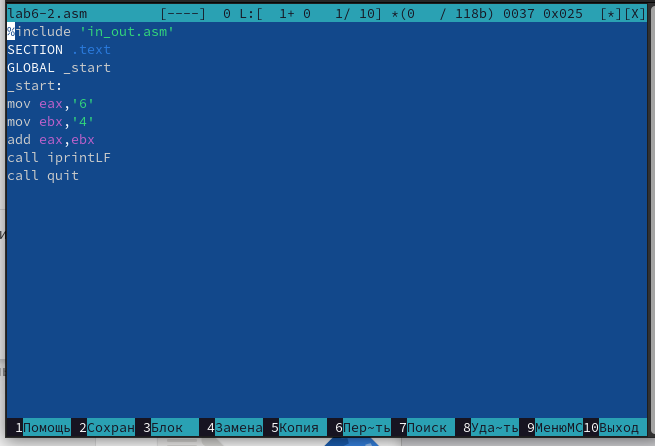 lab6-2.asm [----] 0 L:[ 1+ 0 1/ 10] *(0 / 118b) 0037 0x025 [*][X]
%include 'in_out.asm'
SECTION .text
GLOBAL _start
_start:
mov eax,'6'
mov ebx,'4'
add eax,ebx
call iprintLF
call quit
1Помощь 2Сохран 3Блок 4Замена 5Копия 6Пер~ть 7Поиск 8Уда~ть 9МенюМС 10Выход